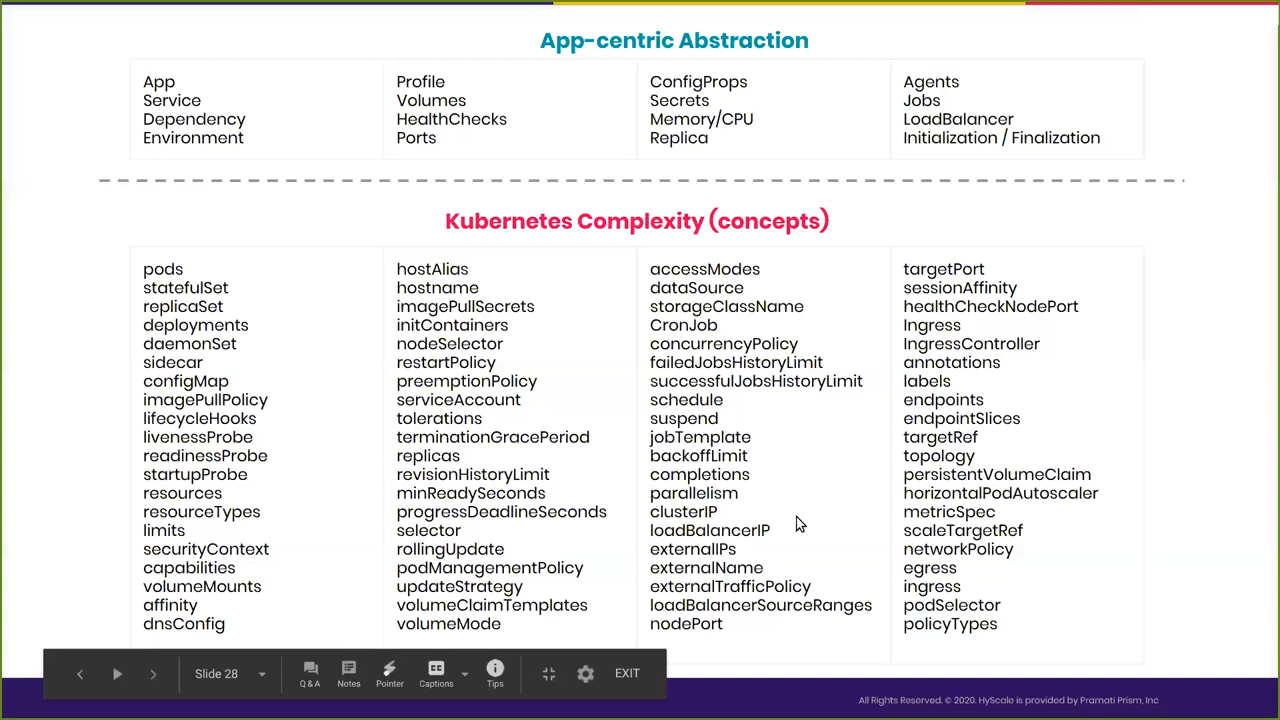 App-centric Abstraction
App
Service
Dependency
Environment
Profile
Volumes
HealthChecks
Ports
ConfigProps
Secrets
Memory/CPU
Replica
Agents
Jobs
LoadBalancer
Initialization / Finalization
Kubernetes Complexity (concepts)
pods
statefulSet
replicaSet
deployments
daemonSet
sidecar
configMap
imagePullPolicy
lifecycleHooks
livenessProbe
readinessProbe
startupProbe
resources
resourceTypes
limits
securityContext
capabilities
volumeMounts
affinity
dnsConfig
hostAlias
hostname
imagePullSecrets
initContainers
nodeSelector
restartPolicy
preemptionPolicy
serviceAccount
tolerations
terminationGracePeriod
replicas
revisionHistoryLimit
minReadySeconds
progressDeadlineSeconds
selector
rollingUpdate
podManagementPolicy
updateStrategy
volumeClaimTemplates
volumeMode
accessModes
dataSource
storageClassName
CronJob
concurrencyPolicy
failedJobsHistoryLimit
successfulJobsHistoryLimit
schedule
suspend
jobTemplate
backoffLimit
completions
parallelism
clusterIP
loadBalancerIP
externalIPs
externalName
externalTrafficPolicy
loadBalancerSourceRanges
nodePort
targetPort
sessionAffinity
healthCheckNodePort
Ingress
IngressController
annotations
labels
endpoints
endpointSlices
targetRef
topology
persistentVolumeClaim
horizontalPodAutoscaler
metricSpec
scaleTargetRef
networkPolicy
egress
ingress
podSelector
policyTypes
Slide 28
Q & A
Notes
Pointer
Captions
Tips
EXIT
All Rights Reserved. © 2020. HyScale is provided by Pramati Prism, Inc